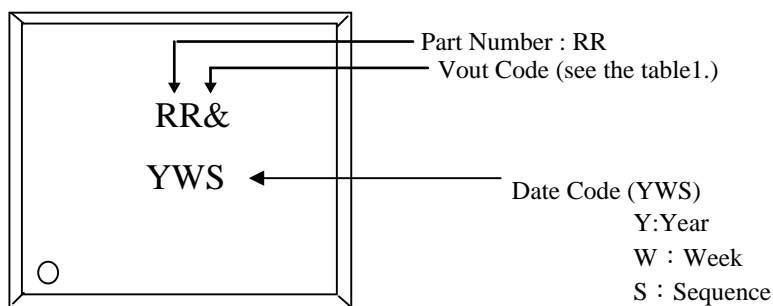 Part Number : RR
Vout Code (see the table1.)
RR&
YWS
Date Code (YWS)
Y:Year
W：Week
S：Sequence